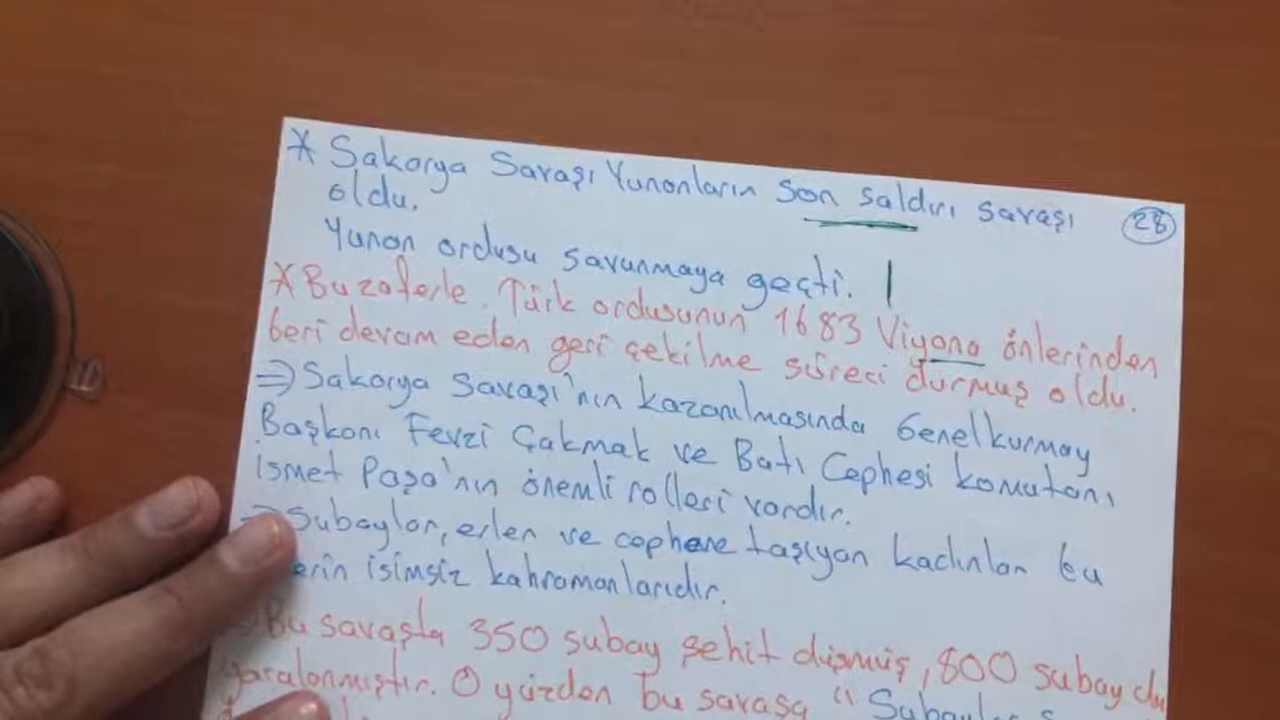 * Sakarya Savaşı Yunanların son saldırı savaşı
28
oldu.
Yunan ordusu savunmaya geçti.
* Bu zaferle Türk ordusunun 1683 Viyana önlerinden
beri devam eden geri çekilme süreci durmuş oldu.
⇒ Sakarya Savaşı'nın kazanılmasında Genelkurmay
Başkanı Fevzi Çakmak ve Batı Cephesi komutanı
İsmet Paşa'nın önemli rolleri vardır.
⇒ Subaylar, erler ve cephane taşıyan kadınlar bu
erin isimsiz kahramanlarıdır.
Bu savaşta 350 subay şehit düşmüş, 800 subay da
yaralanmıştır. O yüzden bu savaşa "Subaylar